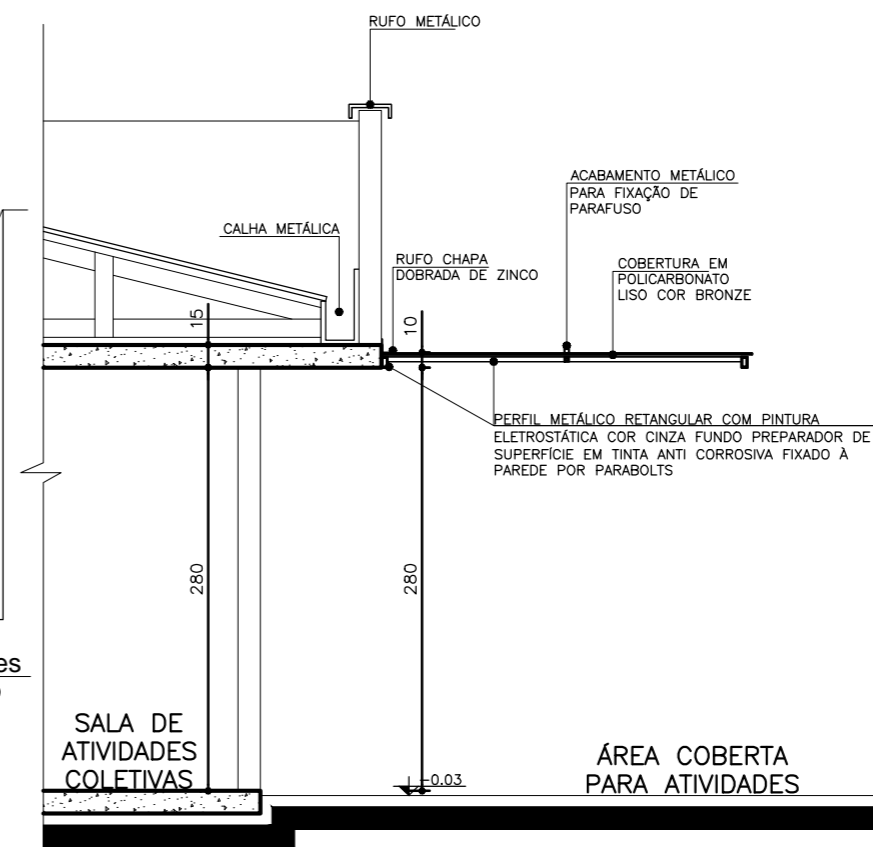 RUFO METÁLICO
ACABAMENTO METÁLICO
PARA FIXAÇÃO DE
PARAFUSO
CALHA METÁLICA
RUFO CHAPA
DOBRADA DE ZINCO
COBERTURA EM
POLICARBONATO
LISO COR BRONZE
15
10
PERFIL METÁLICO RETANGULAR COM PINTURA
ELETROSTÁTICA COR CINZA FUNDO PREPARADOR DE
SUPERFÍCIE EM TINTA ANTI CORROSIVA FIXADO À
PAREDE POR PARABOLTS
280
280
es
SALA DE
ATIVIDADES
COLETIVAS
-0.03
ÁREA COBERTA
PARA ATIVIDADES